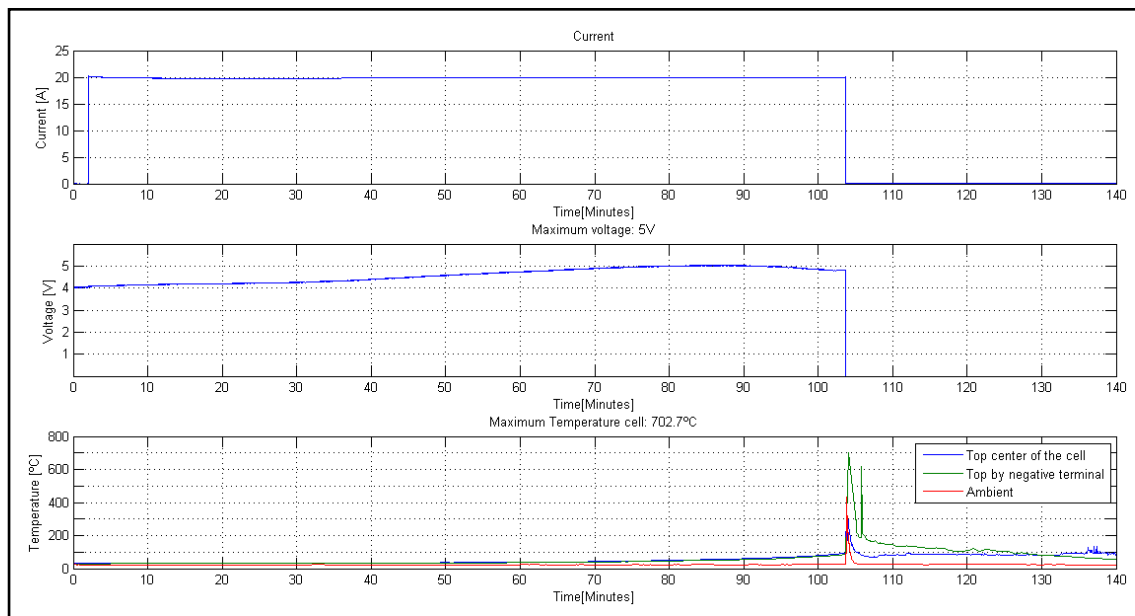 Current
25
20
15
10
5
0
Current [A]
0 10 20 30 40 50 60 70 80 90 100 110 120 130 140
Time[Minutes]
Maximum voltage: 5V
5
4
3
2
1
Voltage [V]
0 10 20 30 40 50 60 70 80 90 100 110 120 130 140
Time[Minutes]
Maximum Temperature cell: 702.7ºC
800
600
400
200
0
Temperature [ºC]
Top center of the cell
Top by negative terminal
Ambient
0 10 20 30 40 50 60 70 80 90 100 110 120 130 140
Time[Minutes]